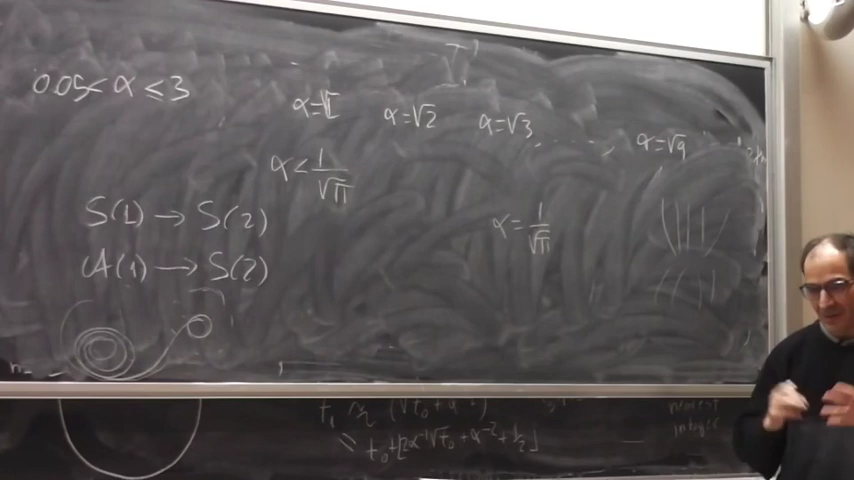 0.05 < α ≤ 3
α = √1 α = √2 α = √3 ....... α = √9
α < 1/√π
S(1) → S(2)
α = 1/√π
A(1) → S(2)
nearest
integer
≤ t₀ + [2α⁻¹√t₀ + α⁻² + 1/2]